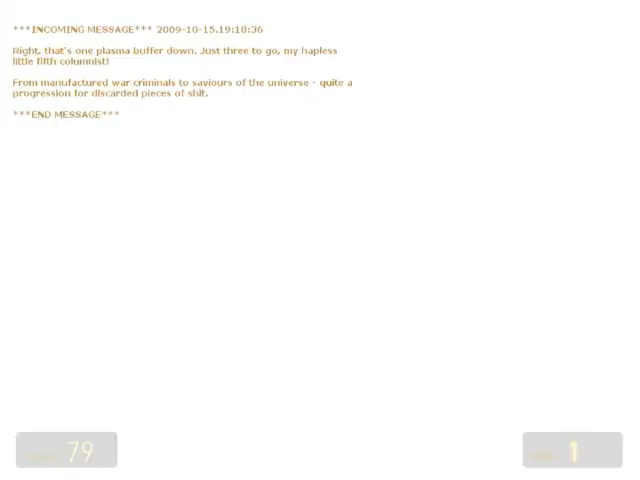 ***INCOMING MESSAGE*** 2009-10-15.19:18:36
Right, that's one plasma buffer down. Just three to go, my hapless
little fifth columnist!
From manufactured war criminals to saviours of the universe - quite a
progression for discarded pieces of shit.
***END MESSAGE***
79
1